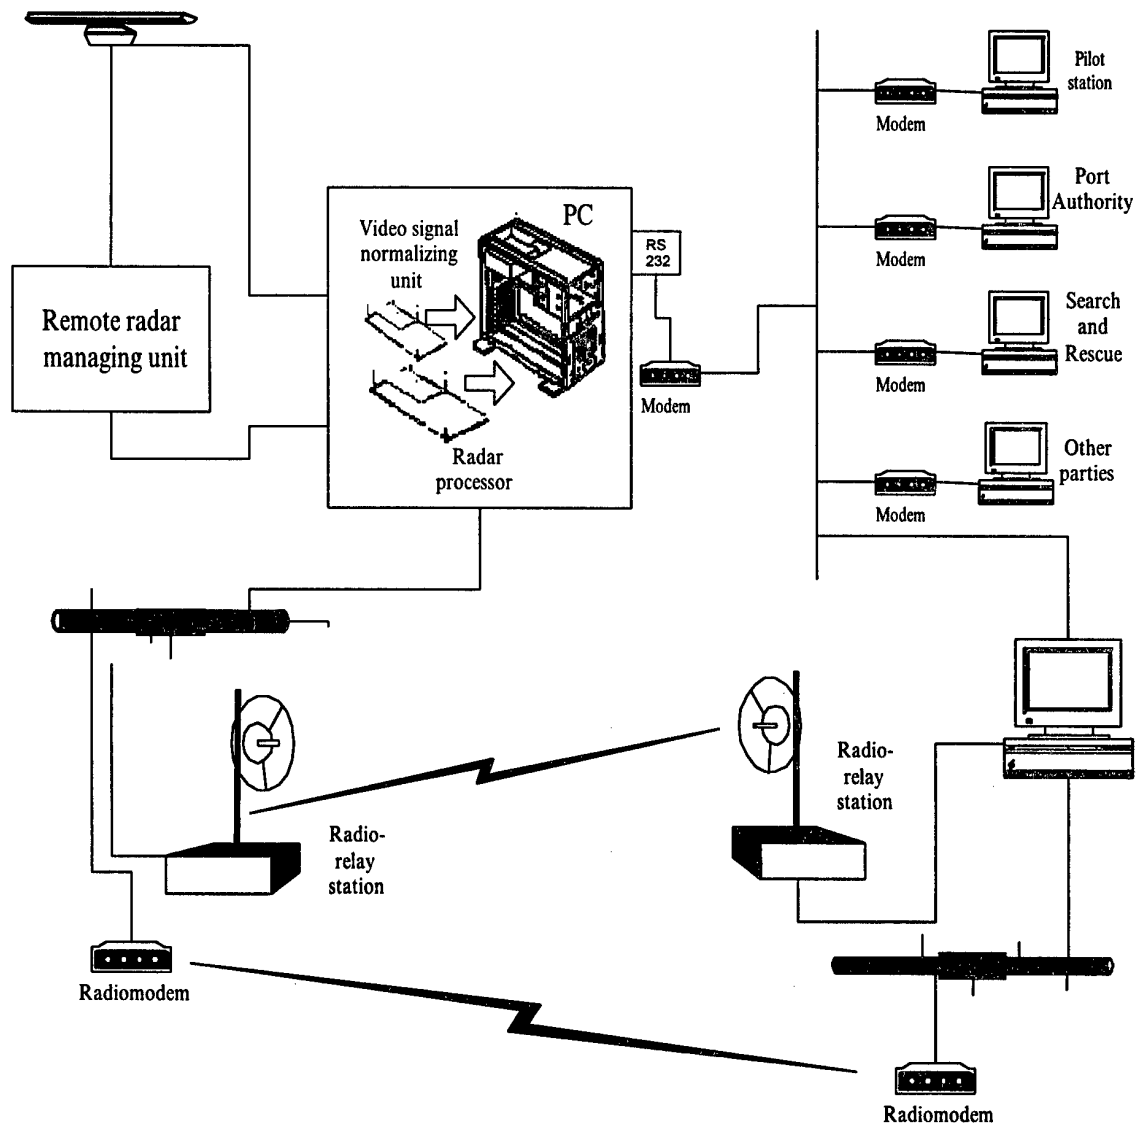 Pilot
station
Modem
Port
Authority
PC
Video signal
normalizing
unit
RS
232
Modem
Remote radar
managing unit
Search
and
Rescue
Modem
Modem
Other
parties
Radar
processor
Modem
Radio-
relay
station
Radio-
relay
station
Radiomodem
Radiomodem